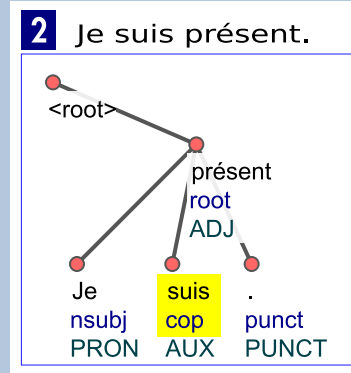 2 Je suis présent.
<root>
présent
root
ADJ
Je suis .
nsubj cop punct
PRON AUX PUNCT